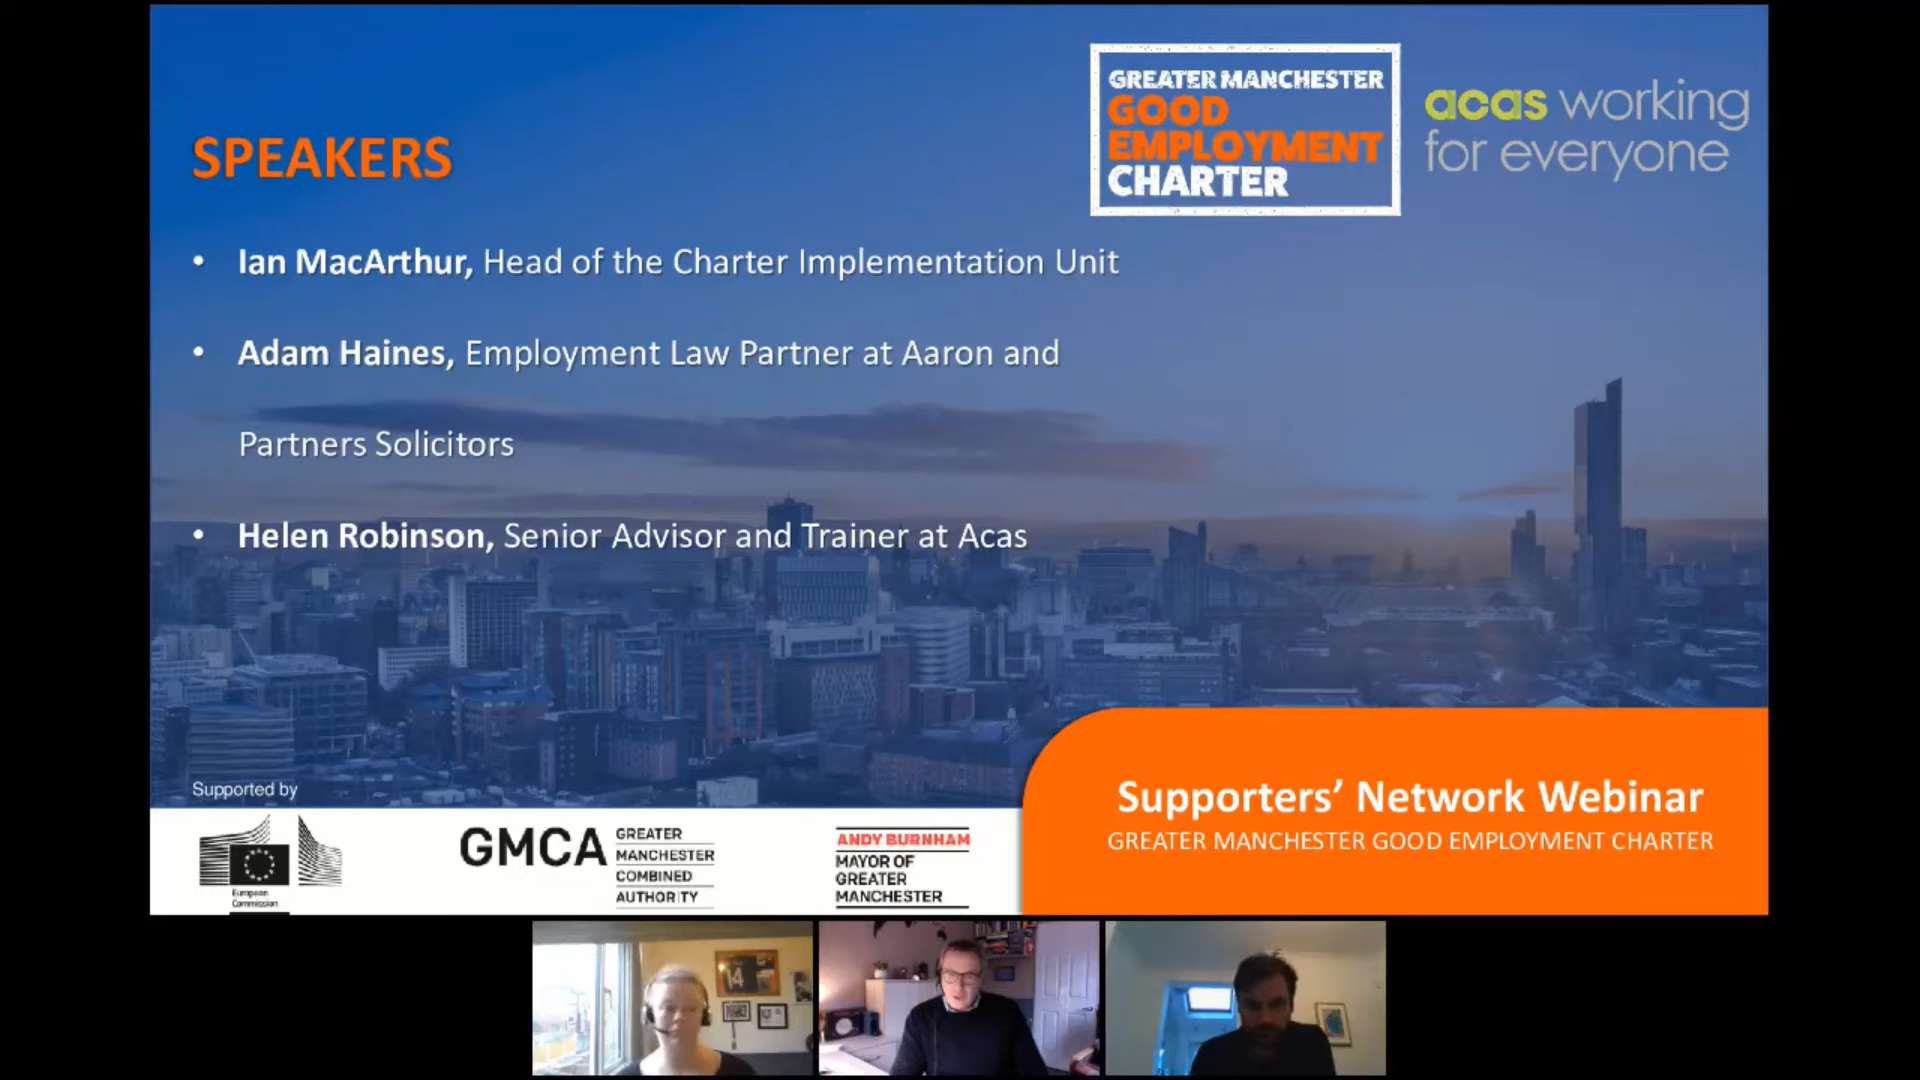 GREATER MANCHESTER
GOOD
EMPLOYMENT
CHARTER
acas working
for everyone
SPEAKERS
• Ian MacArthur, Head of the Charter Implementation Unit
• Adam Haines, Employment Law Partner at Aaron and
Partners Solicitors
• Helen Robinson, Senior Advisor and Trainer at Acas
Supported by
European
Commission
GMCA
GREATER
MANCHESTER
COMBINED
AUTHORITY
ANDY BURNHAM
MAYOR OF
GREATER
MANCHESTER
Supporters’ Network Webinar
GREATER MANCHESTER GOOD EMPLOYMENT CHARTER
14